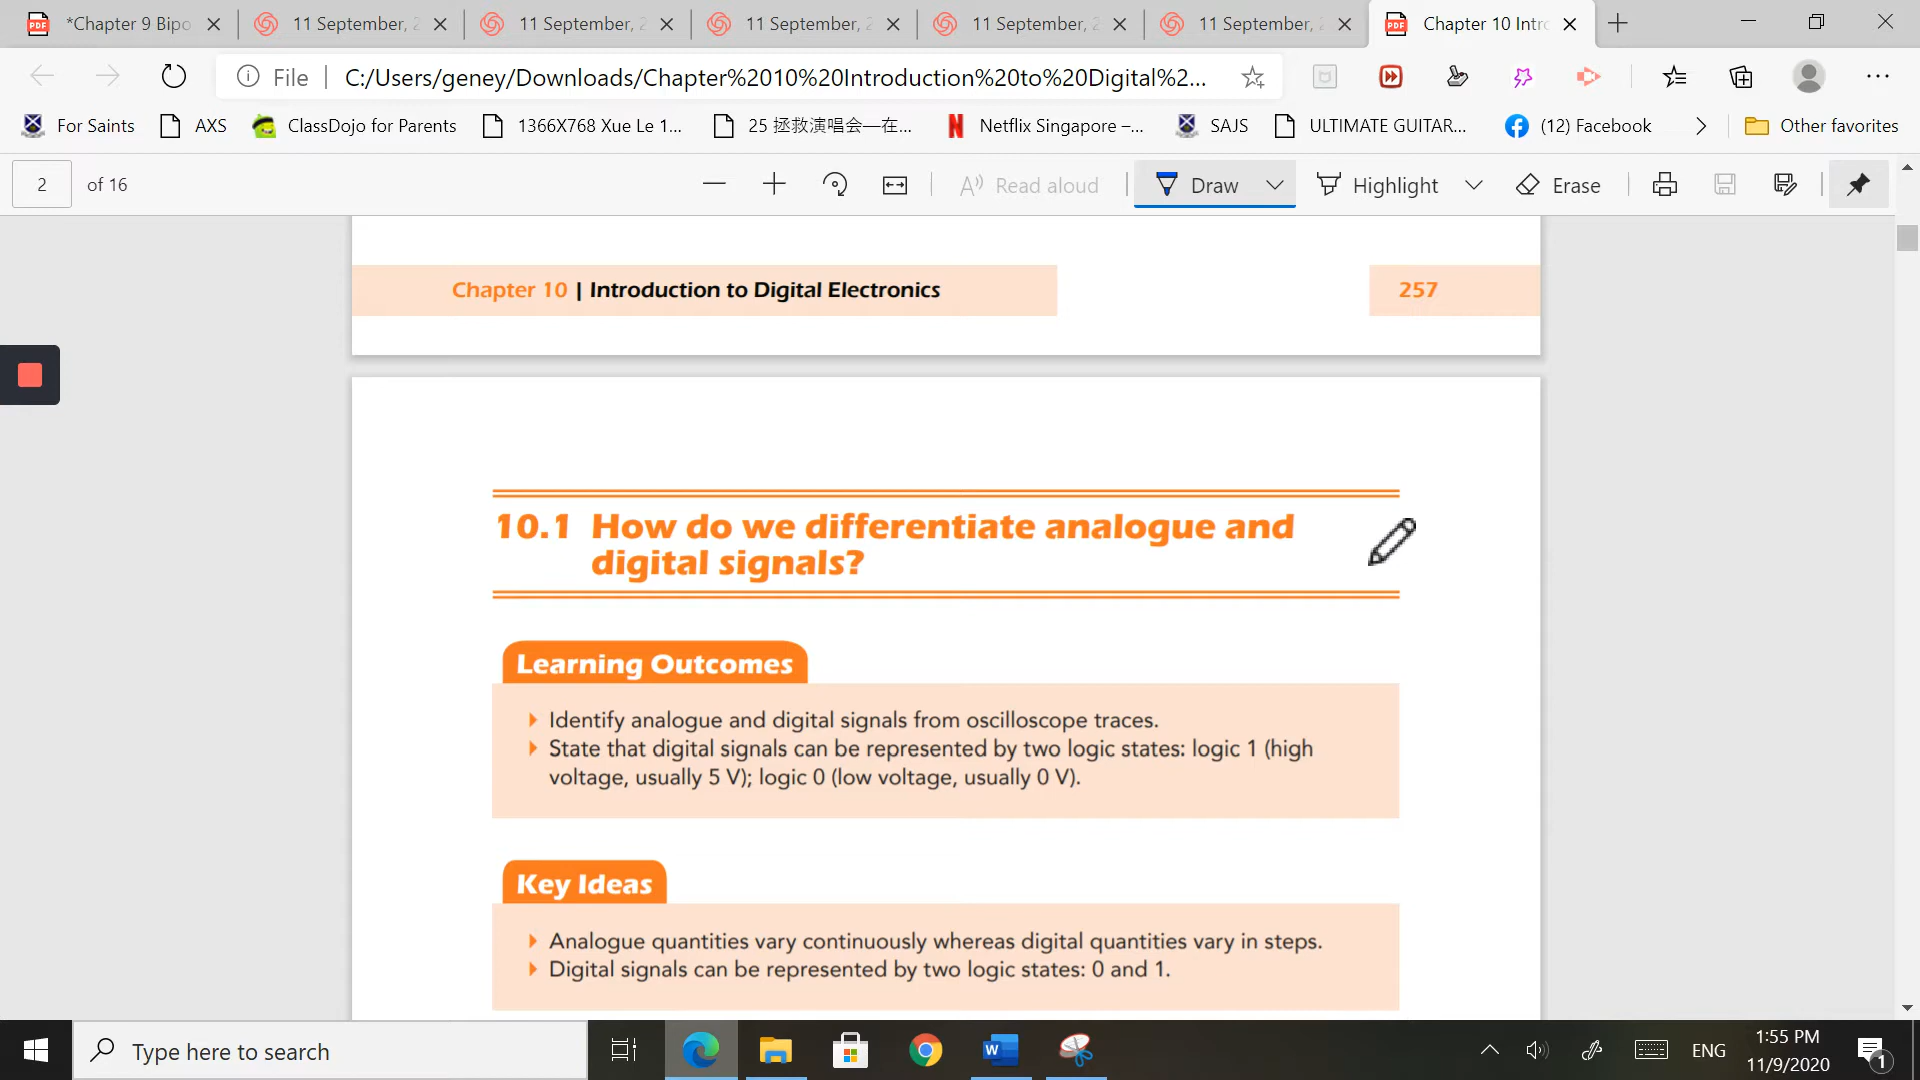 *Chapter 9 Bipo
11 September, 2
11 September, 2
11 September, 2
11 September, 2
11 September, 2
Chapter 10 Intr
File
C:/Users/geney/Downloads/Chapter%2010%20Introduction%20to%20Digital%2...
For Saints
AXS
ClassDojo for Parents
1366X768 Xue Le 1...
25 拯救演唱会—在...
Netflix Singapore –...
SAJS
ULTIMATE GUITAR...
(12) Facebook
Other favorites
2
of 16
Read aloud
Draw
Highlight
Erase
Chapter 10 | Introduction to Digital Electronics
257
10.1 How do we differentiate analogue and
digital signals?
Learning Outcomes
Identify analogue and digital signals from oscilloscope traces.
State that digital signals can be represented by two logic states: logic 1 (high
voltage, usually 5 V); logic 0 (low voltage, usually 0 V).
Key Ideas
Analogue quantities vary continuously whereas digital quantities vary in steps.
Digital signals can be represented by two logic states: 0 and 1.
Type here to search
ENG
1:55 PM
11/9/2020
1